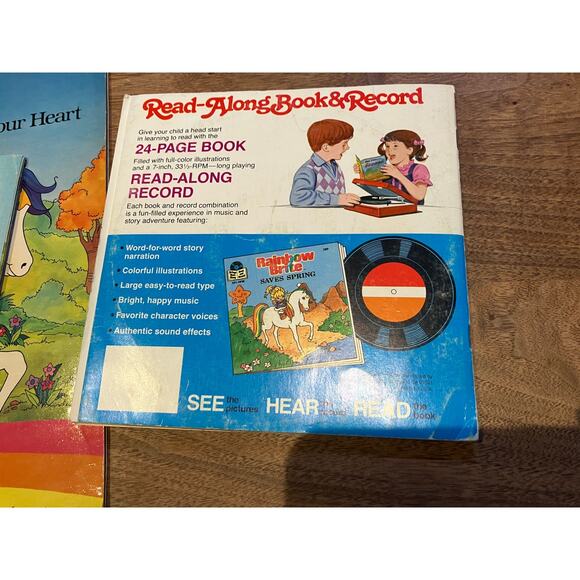 our Heart
Read-Along Book & Record
Give your child a head start
in learning to read with the
24-PAGE BOOK
Filled with full-color illustrations
and a 7-inch, 33⅓-RPM—long playing
READ-ALONG
RECORD
Each book and record combination
is a fun-filled experience in music and
story adventure featuring:
• Word-for-word story
narration
• Colorful illustrations
• Large easy-to-read type
• Bright, happy music
• Favorite character voices
• Authentic sound effects
Rainbow
Brite
SAVES SPRING
SEE the pictures HEAR the record READ the book